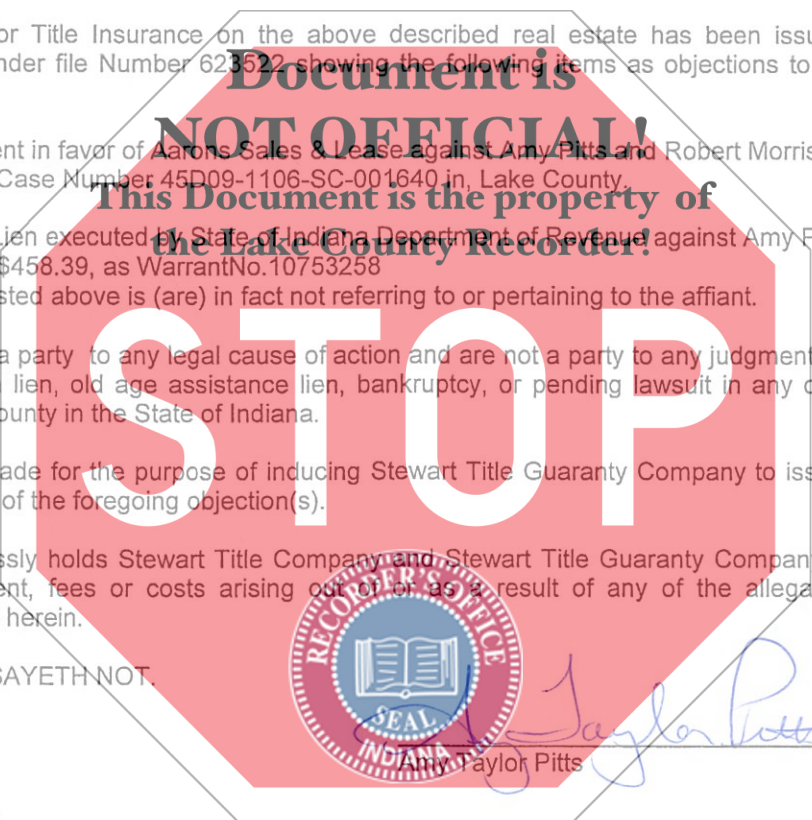 or Title Insurance on the above described real estate has been issu
nder file Number 623522 showing the following items as objections to
Document is
NOT OFFICIAL!
This Document is the property of
the Lake County Recorder!
nt in favor of Aarons Sales & Lease against Amy Pitts and Robert Morris
Case Number 45D09-1106-SC-001640 in, Lake County.
ien executed by State of Indiana Department of Revenue against Amy P
$458.39, as WarrantNo.10753258
sted above is (are) in fact not referring to or pertaining to the affiant.
STOP
a party to any legal cause of action and are not a party to any judgment
lien, old age assistance lien, bankruptcy, or pending lawsuit in any c
ounty in the State of Indiana.
ade for the purpose of inducing Stewart Title Guaranty Company to iss
of the foregoing objection(s).
ssly holds Stewart Title Company and Stewart Title Guaranty Compan
ent, fees or costs arising out of or as a result of any of the allega
herein.
SAYETH NOT.
RECORDER'S OFFICE
SEAL
INDIANA
Amy Taylor Pitts
Amy Taylor Pitts